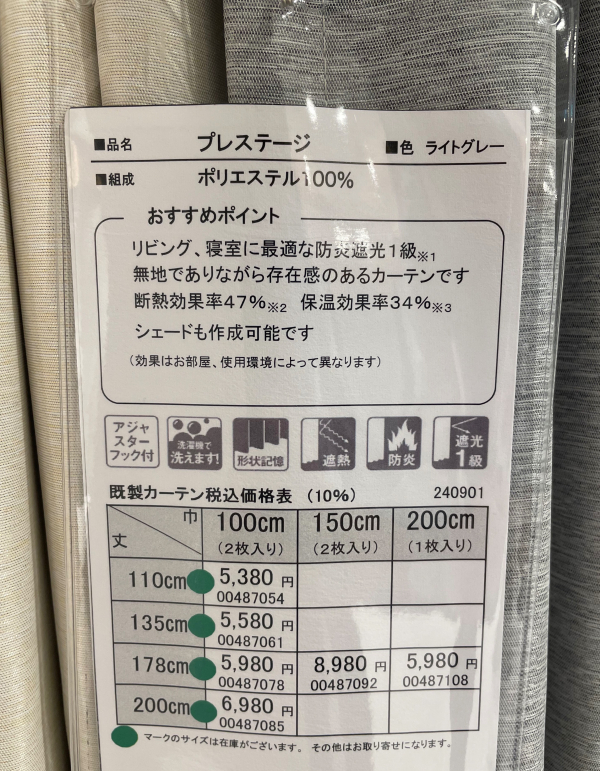 ■品名 プレステージ ■色 ライトグレー
■組成 ポリエステル100%
おすすめポイント
リビング、寝室に最適な防炎遮光1級※1
無地でありながら存在感のあるカーテンです
断熱効果率47%※2 保温効果率34%※3
シェードも作成可能です
(効果はお部屋、使用環境によって異なります)
アジャスターフック付 洗濯機で洗えます! 形状記憶 遮熱 防炎 遮光1級
既製カーテン税込価格表 (10%) 240901
巾 100cm 150cm 200cm
丈 (2枚入り) (2枚入り) (1枚入り)
110cm 5,380 円
00487054
135cm 5,580 円
00487061
178cm 5,980 円 8,980 円 5,980 円
00487078 00487092 00487108
200cm 6,980 円
00487085
マークのサイズは在庫がございます。 その他はお取り寄せになります。